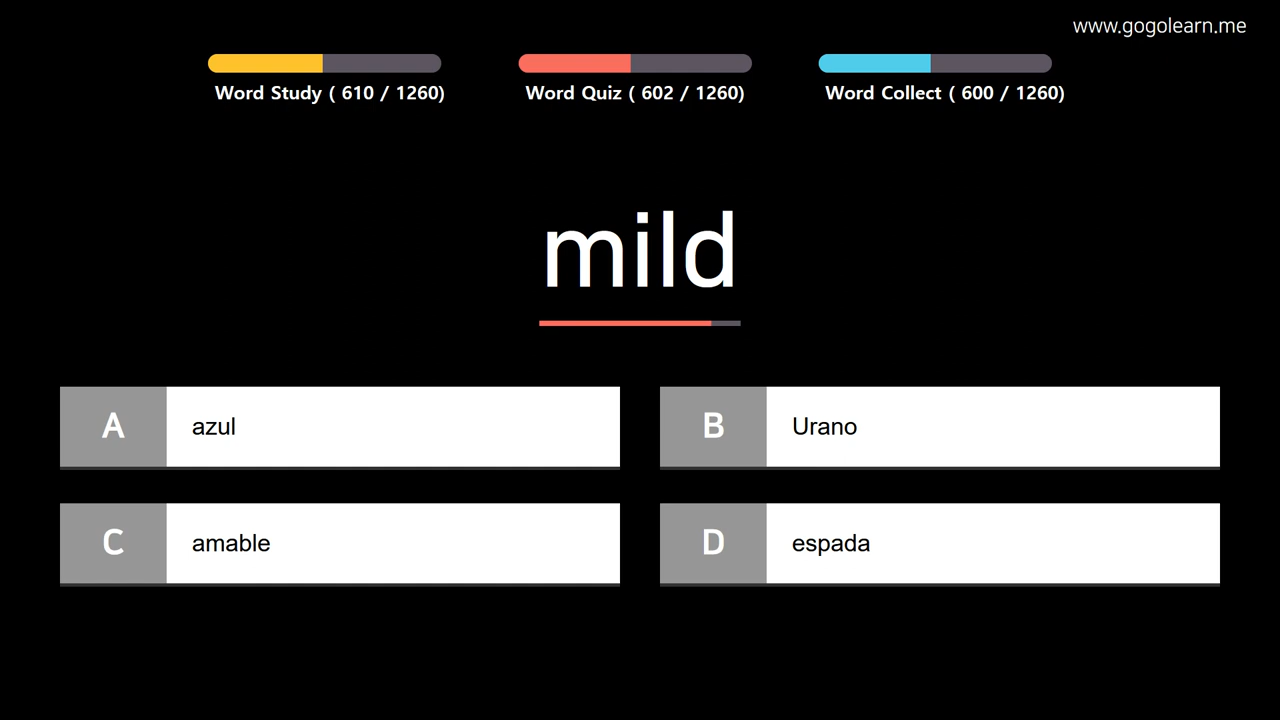 www.gogolearn.me
Word Study ( 610 / 1260)
Word Quiz ( 602 / 1260)
Word Collect ( 600 / 1260)
mild
A azul
B Urano
C amable
D espada